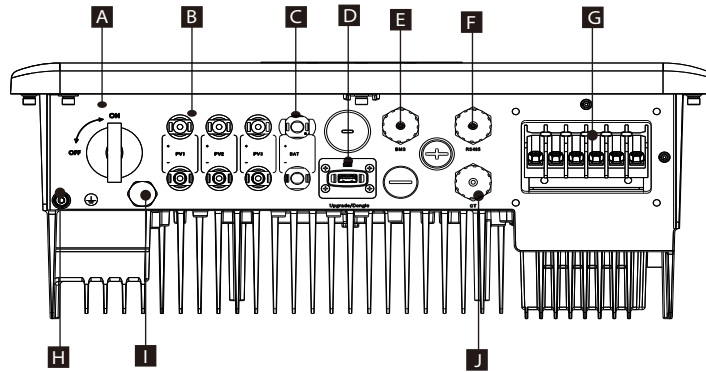 A
B
C
D
E
F
G
ON
OFF
+
+
+
+
PV1
PV2
PV3
BAT
-
-
-
-
BMS
RS485
Upgrade/Dongle
CT
H
I
J